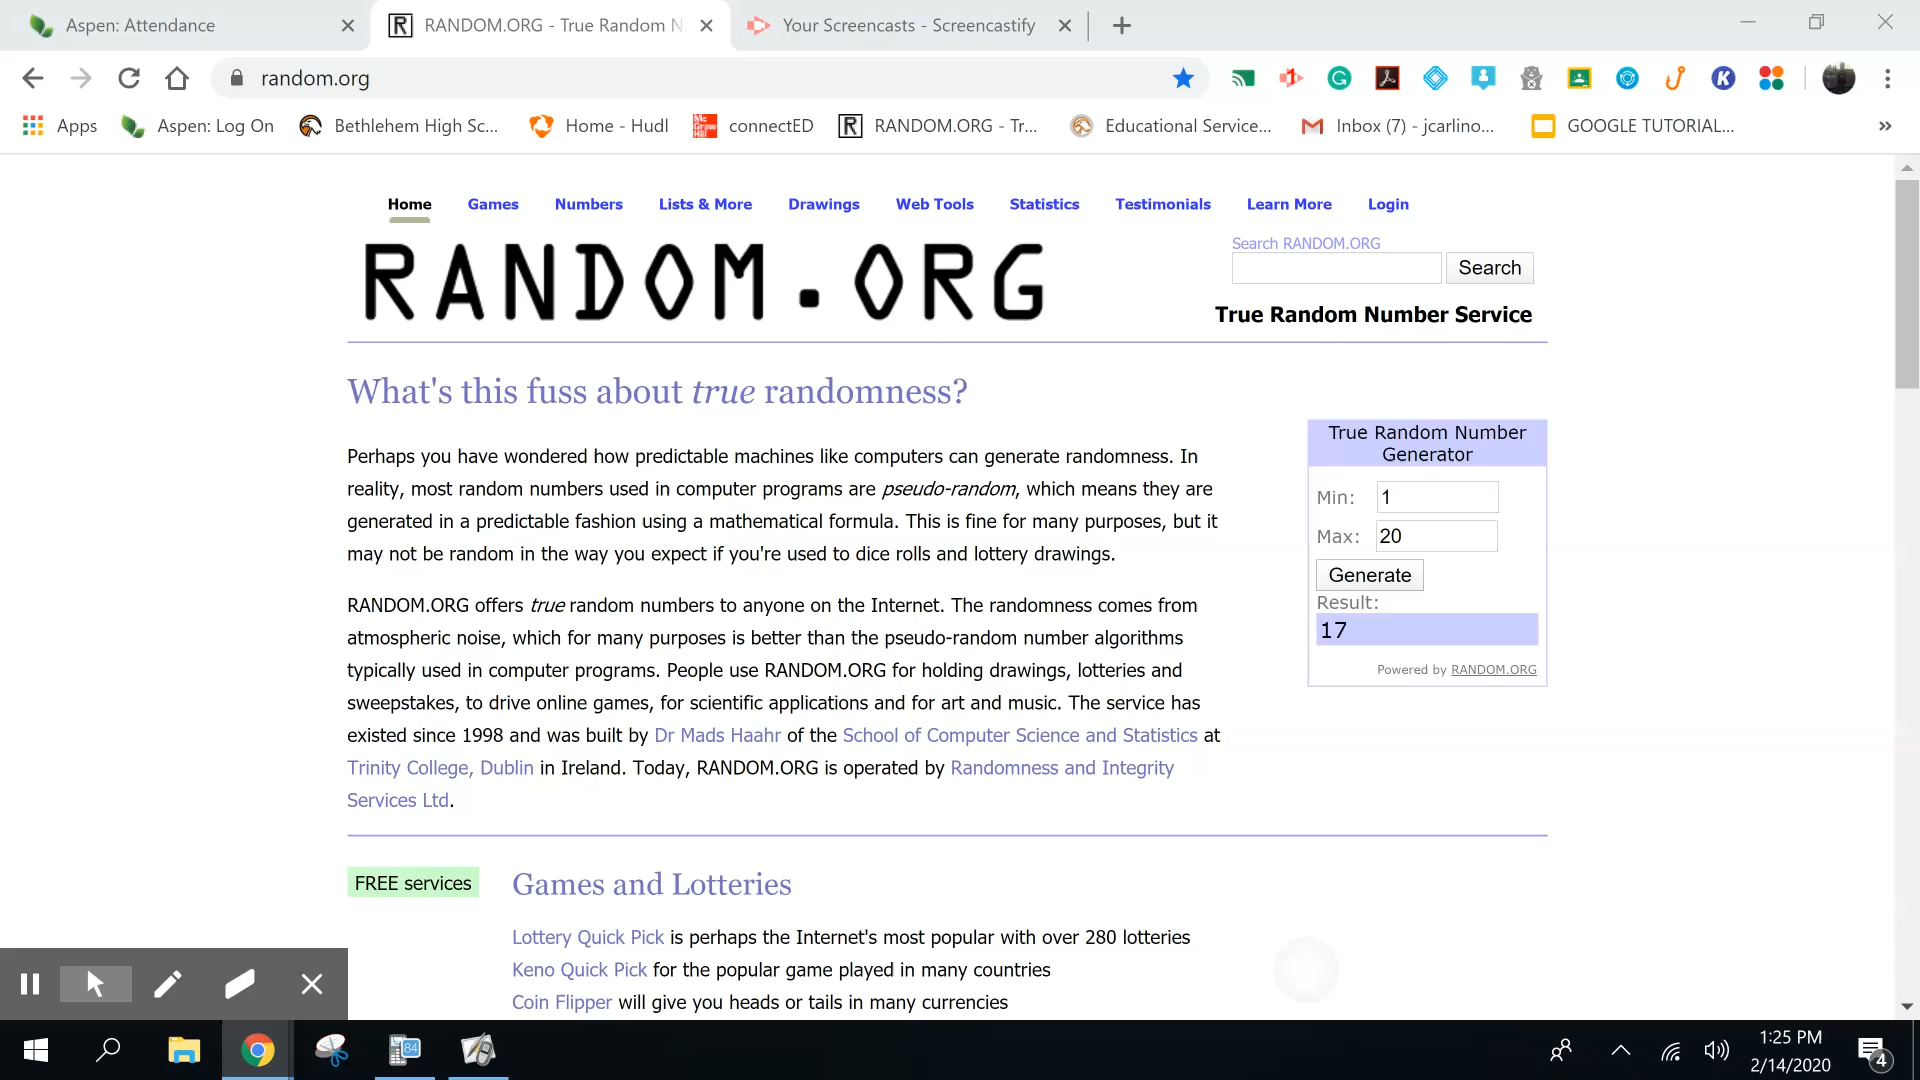 Aspen: Attendance
RANDOM.ORG - True Random N
Your Screencasts - Screencastify
random.org
Apps
Aspen: Log On
Bethlehem High Sc...
Home - Hudl
connectED
RANDOM.ORG - Tr...
Educational Service...
Inbox (7) - jcarlino...
GOOGLE TUTORIAL...
Home Games Numbers Lists & More Drawings Web Tools Statistics Testimonials Learn More Login
RANDOM.ORG
Search RANDOM.ORG
Search
True Random Number Service
What's this fuss about true randomness?
Perhaps you have wondered how predictable machines like computers can generate randomness. In
reality, most random numbers used in computer programs are pseudo-random, which means they are
generated in a predictable fashion using a mathematical formula. This is fine for many purposes, but it
may not be random in the way you expect if you're used to dice rolls and lottery drawings.
RANDOM.ORG offers true random numbers to anyone on the Internet. The randomness comes from
atmospheric noise, which for many purposes is better than the pseudo-random number algorithms
typically used in computer programs. People use RANDOM.ORG for holding drawings, lotteries and
sweepstakes, to drive online games, for scientific applications and for art and music. The service has
existed since 1998 and was built by Dr Mads Haahr of the School of Computer Science and Statistics at
Trinity College, Dublin in Ireland. Today, RANDOM.ORG is operated by Randomness and Integrity
Services Ltd.
True Random Number
Generator
Min: 1
Max: 20
Generate
Result:
17
Powered by RANDOM.ORG
FREE services
Games and Lotteries
Lottery Quick Pick is perhaps the Internet's most popular with over 280 lotteries
Keno Quick Pick for the popular game played in many countries
Coin Flipper will give you heads or tails in many currencies
84
1:25 PM
2/14/2020
4